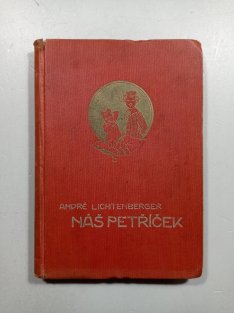 ANDRÉ LICHTENBERGER
NÁŠ PETŘÍČEK